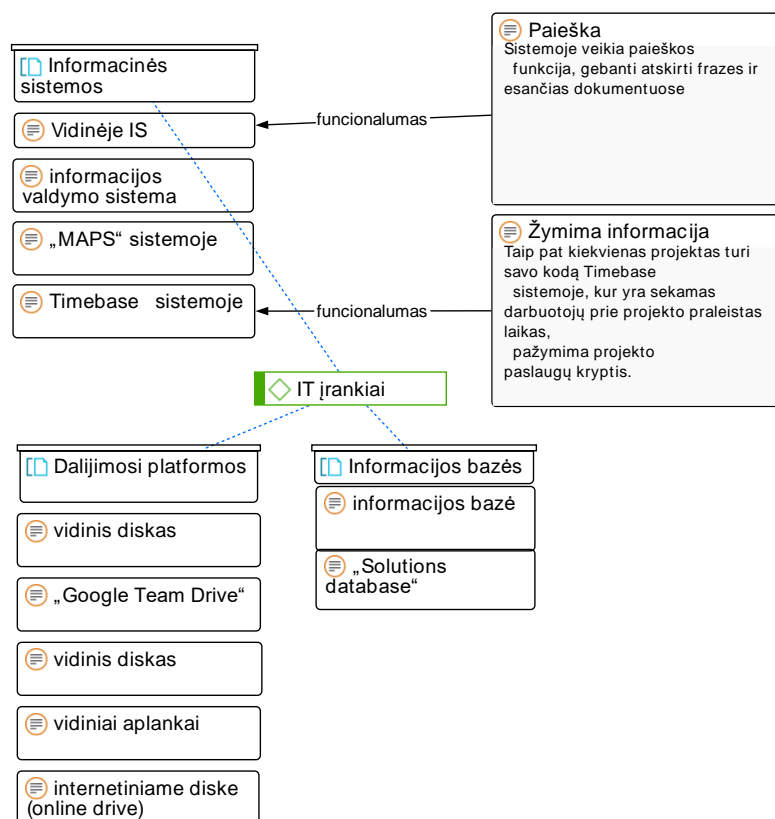 Informacinės
sistemos
Vidinėje IS
informacijos
valdymo sistema
„MAPS“ sistemoje
Timebase sistemoje
funcionalumas
funcionalumas
Paieška
Sistemoje veikia paieškos
funkcija, gebanti atskirti frazes ir
esančias dokumentuose
Žymima informacija
Taip pat kiekvienas projektas turi
savo kodą Timebase
sistemoje, kur yra sekamas
darbuotojų prie projekto praleistas
laikas,
pažymima projekto
paslaugų kryptis.
IT įrankiai
Dalijimosi platformos
vidinis diskas
„Google Team Drive“
vidinis diskas
vidiniai aplankai
internetiniame diske
(online drive)
Informacijos bazės
informacijos bazė
„Solutions
database“